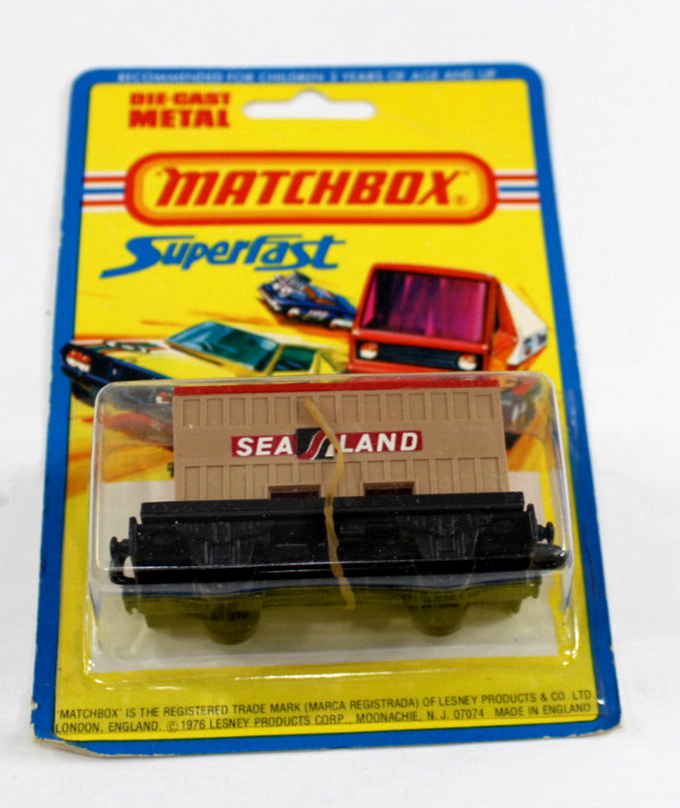 RECOMMENDED FOR CHILDREN 3 YEARS OF AGE AND UP
DIE-CAST
METAL
"MATCHBOX"®
Superfast
SEA LAND
"MATCHBOX" IS THE REGISTERED TRADE MARK (MARCA REGISTRADA) OF LESNEY PRODUCTS & CO. LTD
LONDON, ENGLAND. ©1976 LESNEY PRODUCTS CORP., MOONACHIE, N. J. 07074 MADE IN ENGLAND